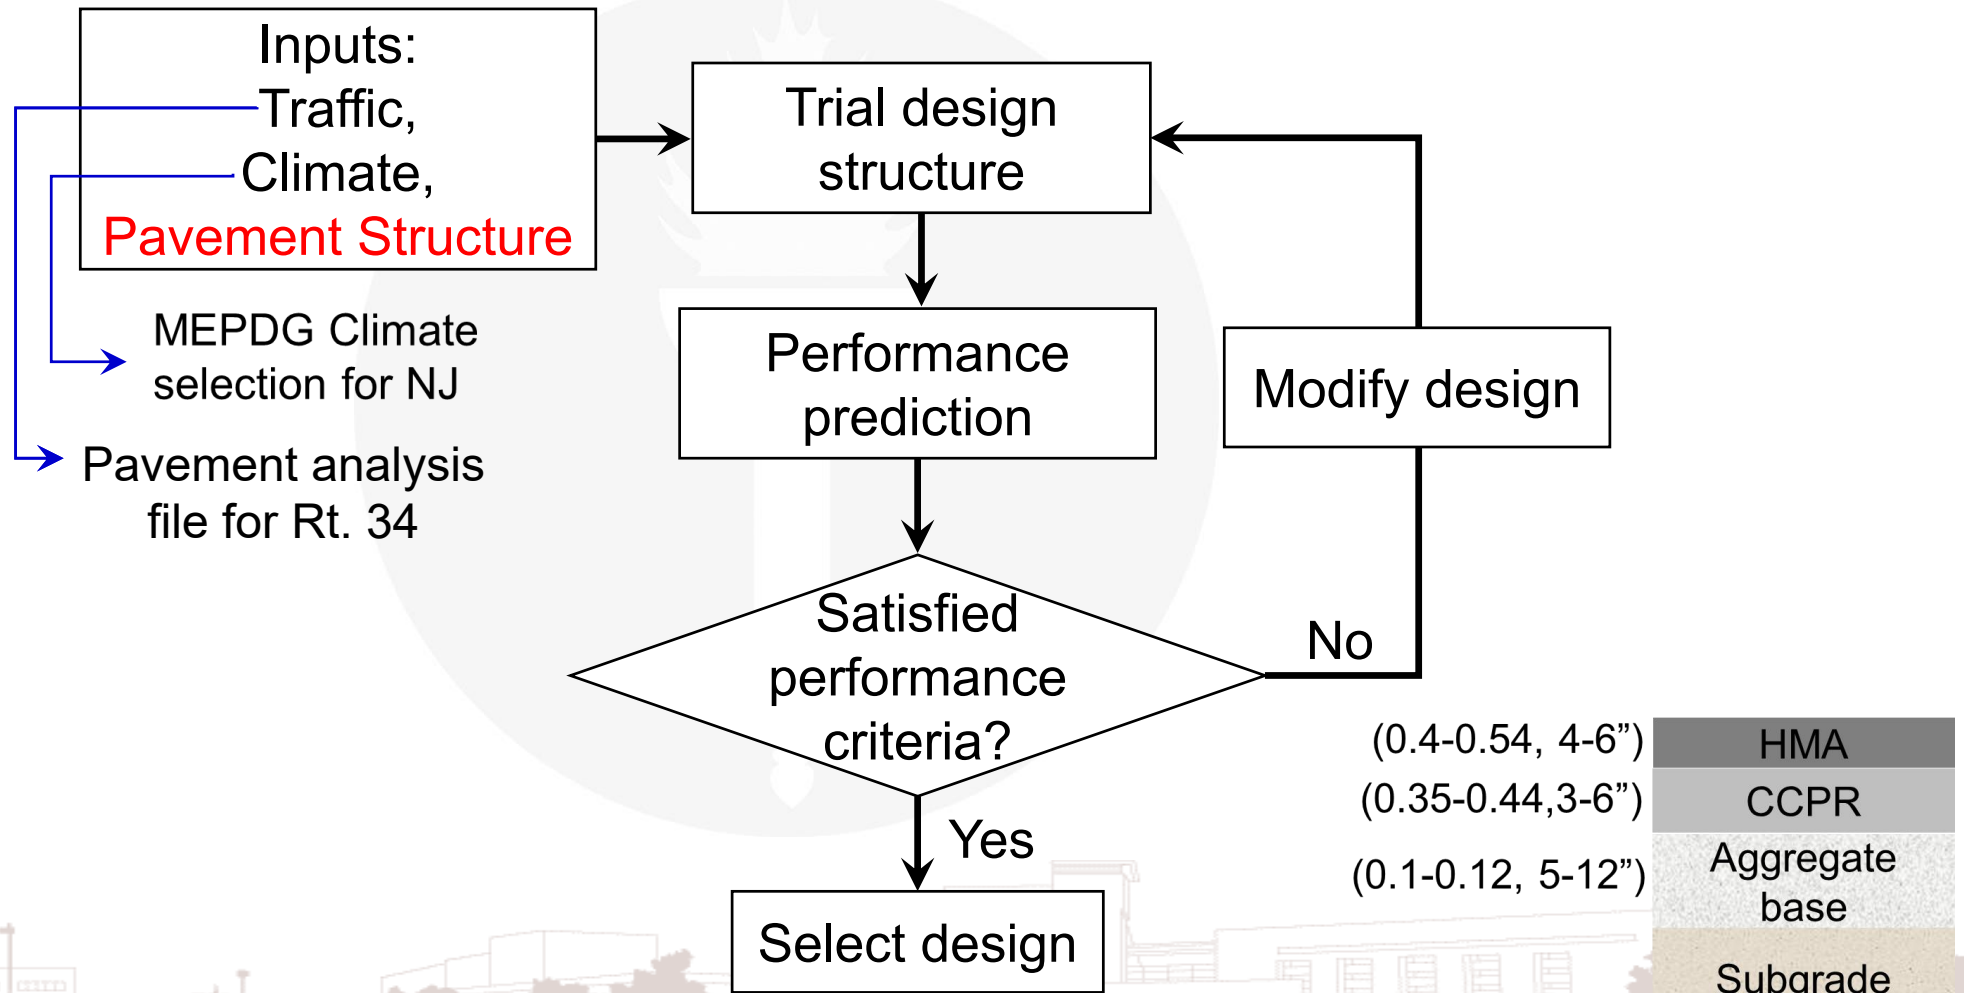 Inputs:
Traffic,
Climate,
Pavement Structure
MEPDG Climate
selection for NJ
Pavement analysis
file for Rt. 34
Trial design
structure
Performance
prediction
Modify design
Satisfied
performance
criteria?
No
Yes
Select design
(0.4-0.54, 4-6”)
HMA
(0.35-0.44,3-6”)
CCPR
(0.1-0.12, 5-12”)
Aggregate
base
Subgrade